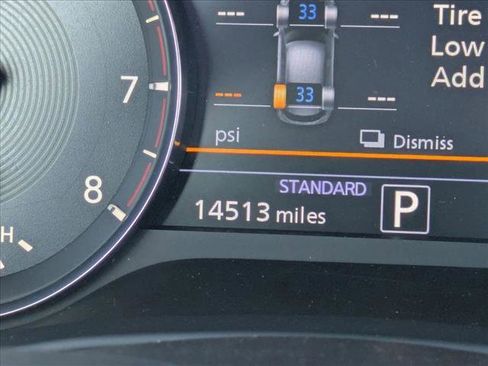 --- 33 Tire
Low
7 Add
--- 33 ---
psi Dismiss
STANDARD
8 14513 miles P
H